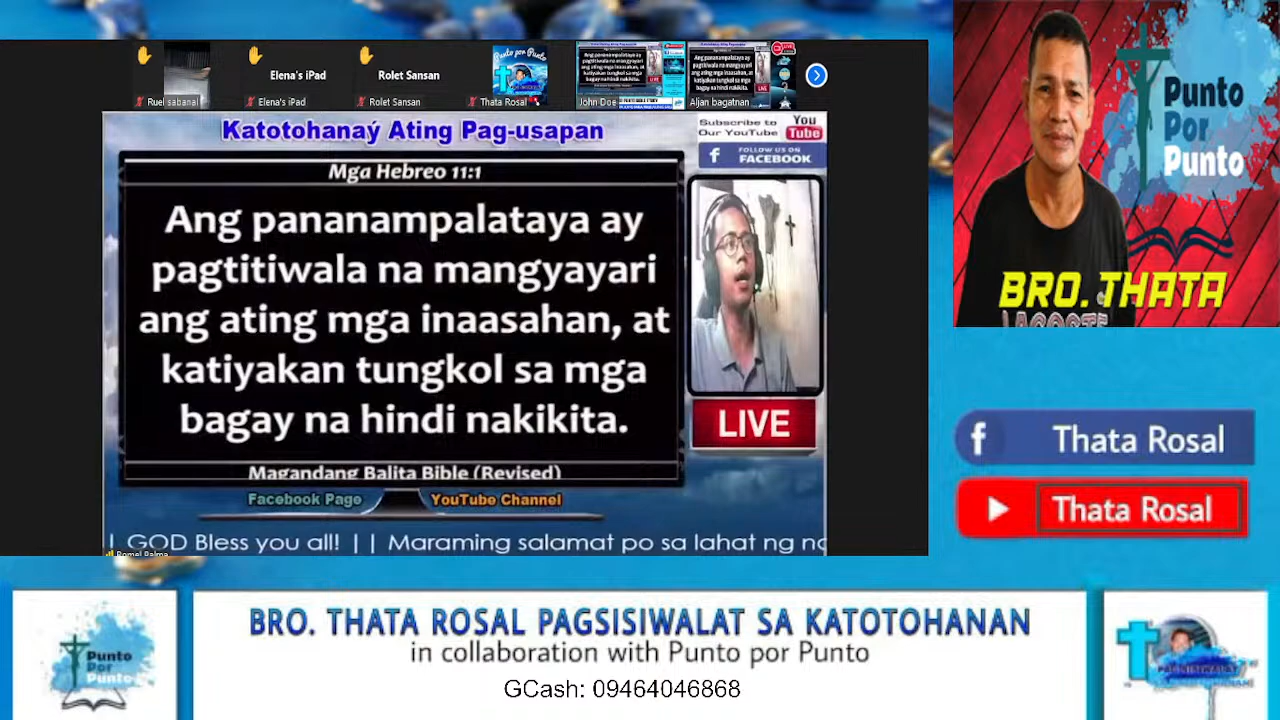 Elena's iPad
Rolet Sansan
Ruel sabanal
Elena's iPad
Rolet Sansan
Thata Rosal
John Doe
Aljan bagatnan
Katotohanaý Ating Pag-usapan
Mga Hebreo 11:1
Ang pananampalataya ay
pagtitiwala na mangyayari
ang ating mga inaasahan, at
katiyakan tungkol sa mga
bagay na hindi nakikita.
Magandang Balita Bible (Revised)
Facebook Page
YouTube Channel
GOD Bless you all! | | Maraming salamat po sa lahat ng
Romel Palma
Subscribe to
Our YouTube
You
Tube
FOLLOW US ON
FACEBOOK
LIVE
Punto
Por
Punto
BRO. THATA
LACOSTE
Thata Rosal
Thata Rosal
Punto
Por
Punto
BRO. THATA ROSAL PAGSISIWALAT SA KATOTOHANAN
in collaboration with Punto por Punto
GCash: 09464046868